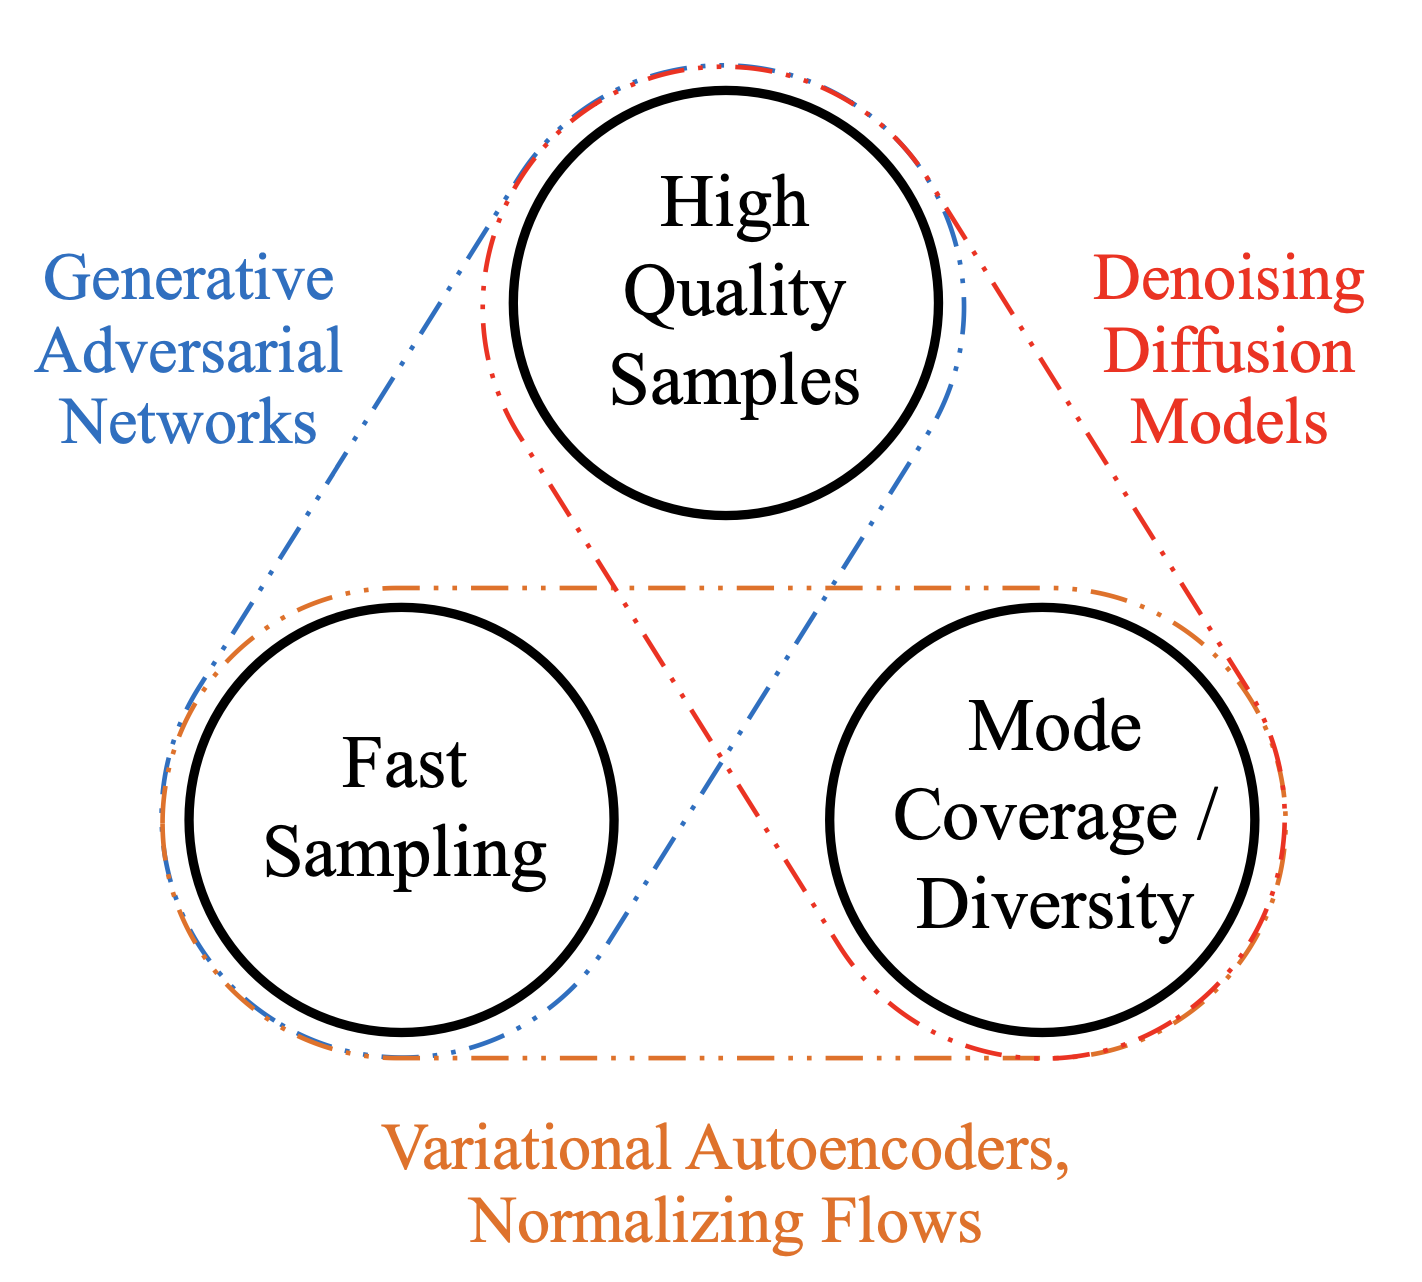 High
Quality
Samples
Generative
Adversarial
Networks
Denoising
Diffusion
Models
Fast
Sampling
Mode
Coverage /
Diversity
Variational Autoencoders,
Normalizing Flows